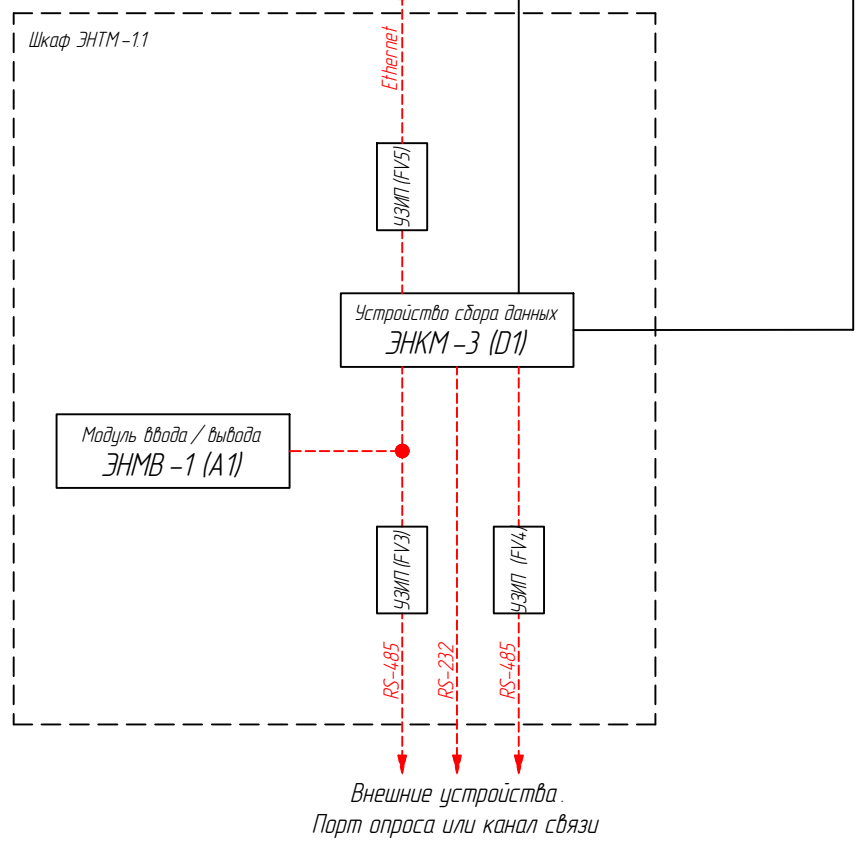 Шкаф ЭНТМ-1.1
Ethernet
УЗИП (FV5)
Устройство сбора данных
ЭНКМ-3 (D1)
Модуль ввода / вывода
ЭНМВ-1 (A1)
УЗИП (FV3)
УЗИП (FV4)
RS-485
RS-232
RS-485
Внешние устройства.
Порт опроса или канал связи